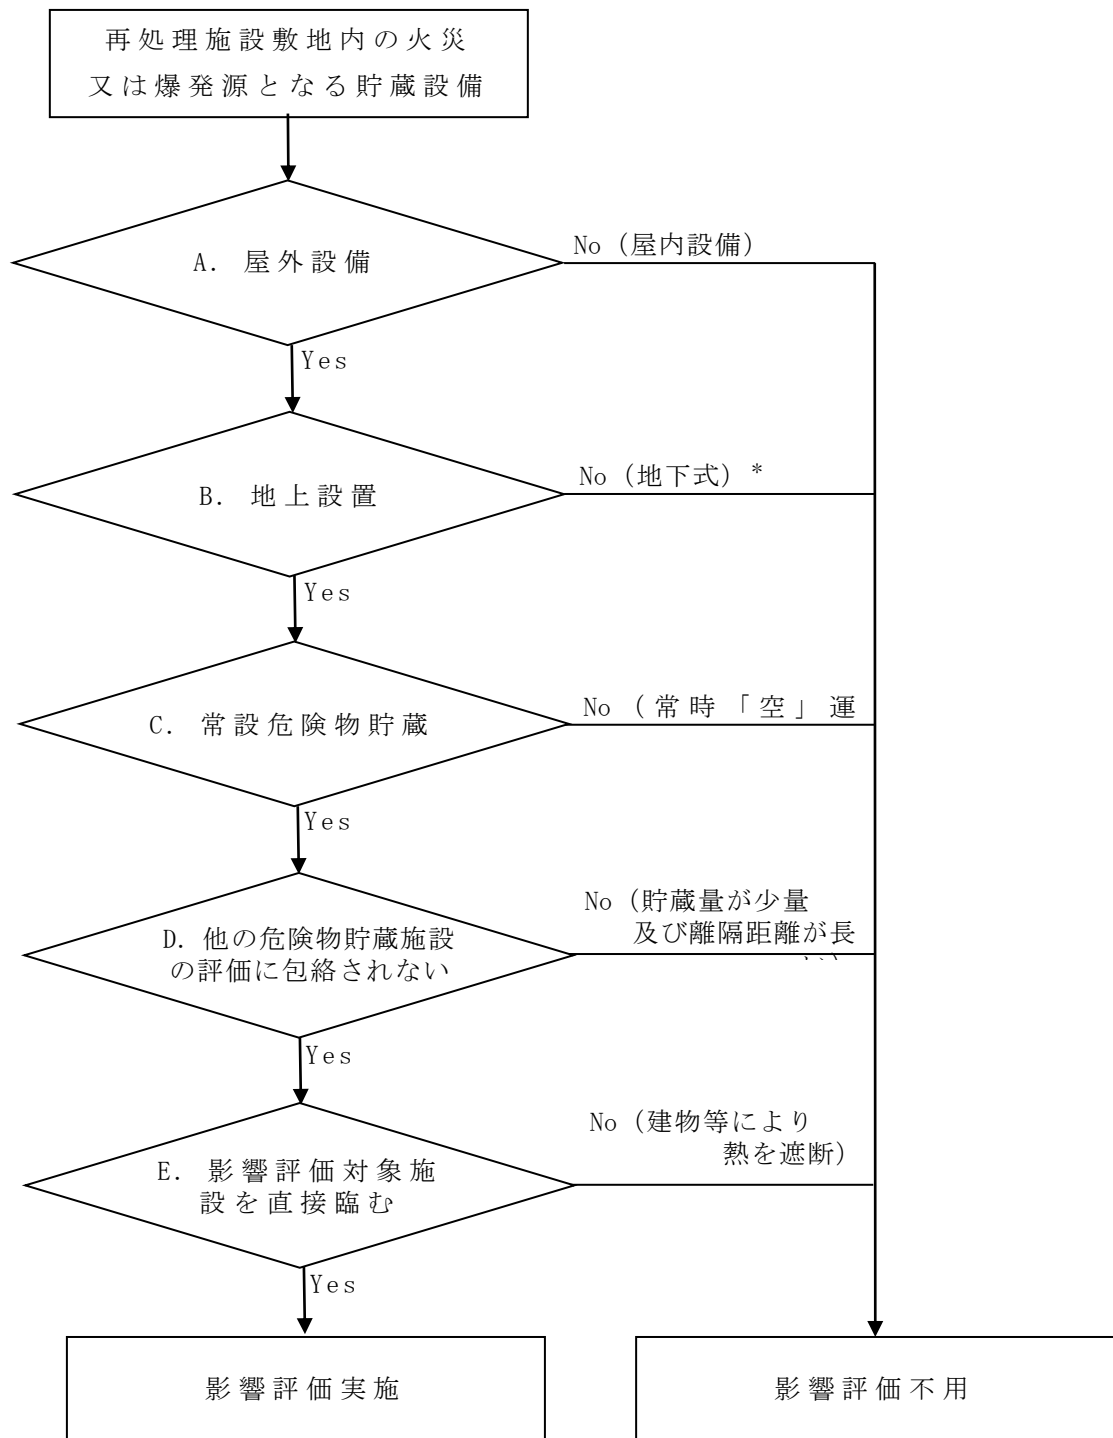 再処理施設敷地内の火災
又は爆発源となる貯蔵設備
A. 屋外設備
No（屋内設備）
Yes
B. 地上設置
No（地下式）*
Yes
C. 常設危険物貯蔵
No（常時「空」運
Yes
D. 他の危険物貯蔵施設
の評価に包絡されない
No（貯蔵量が少量
及び離隔距離が長
Yes
E. 影響評価対象施
設を直接臨む
No（建物等により
熱を遮断）
Yes
影響評価実施
影響評価不用